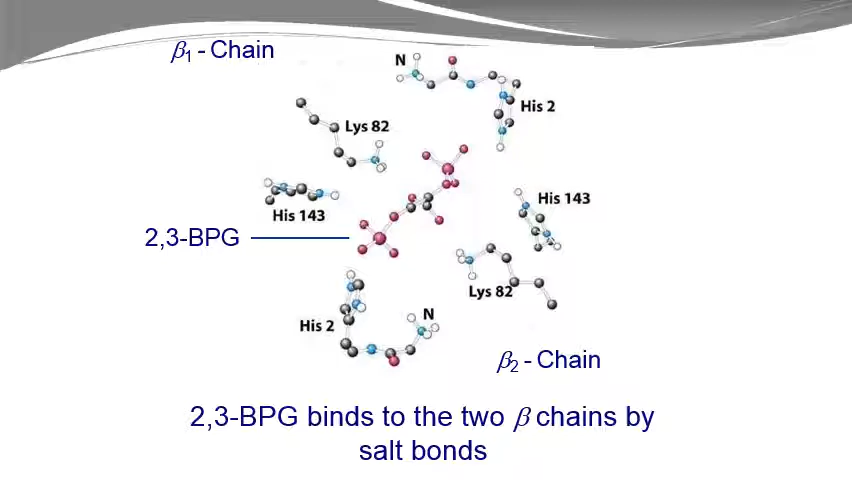 β₁ - Chain
N
His 2
Lys 82
His 143
His 143
2,3-BPG
Lys 82
His 2
N
β₂ - Chain
2,3-BPG binds to the two β chains by
salt bonds